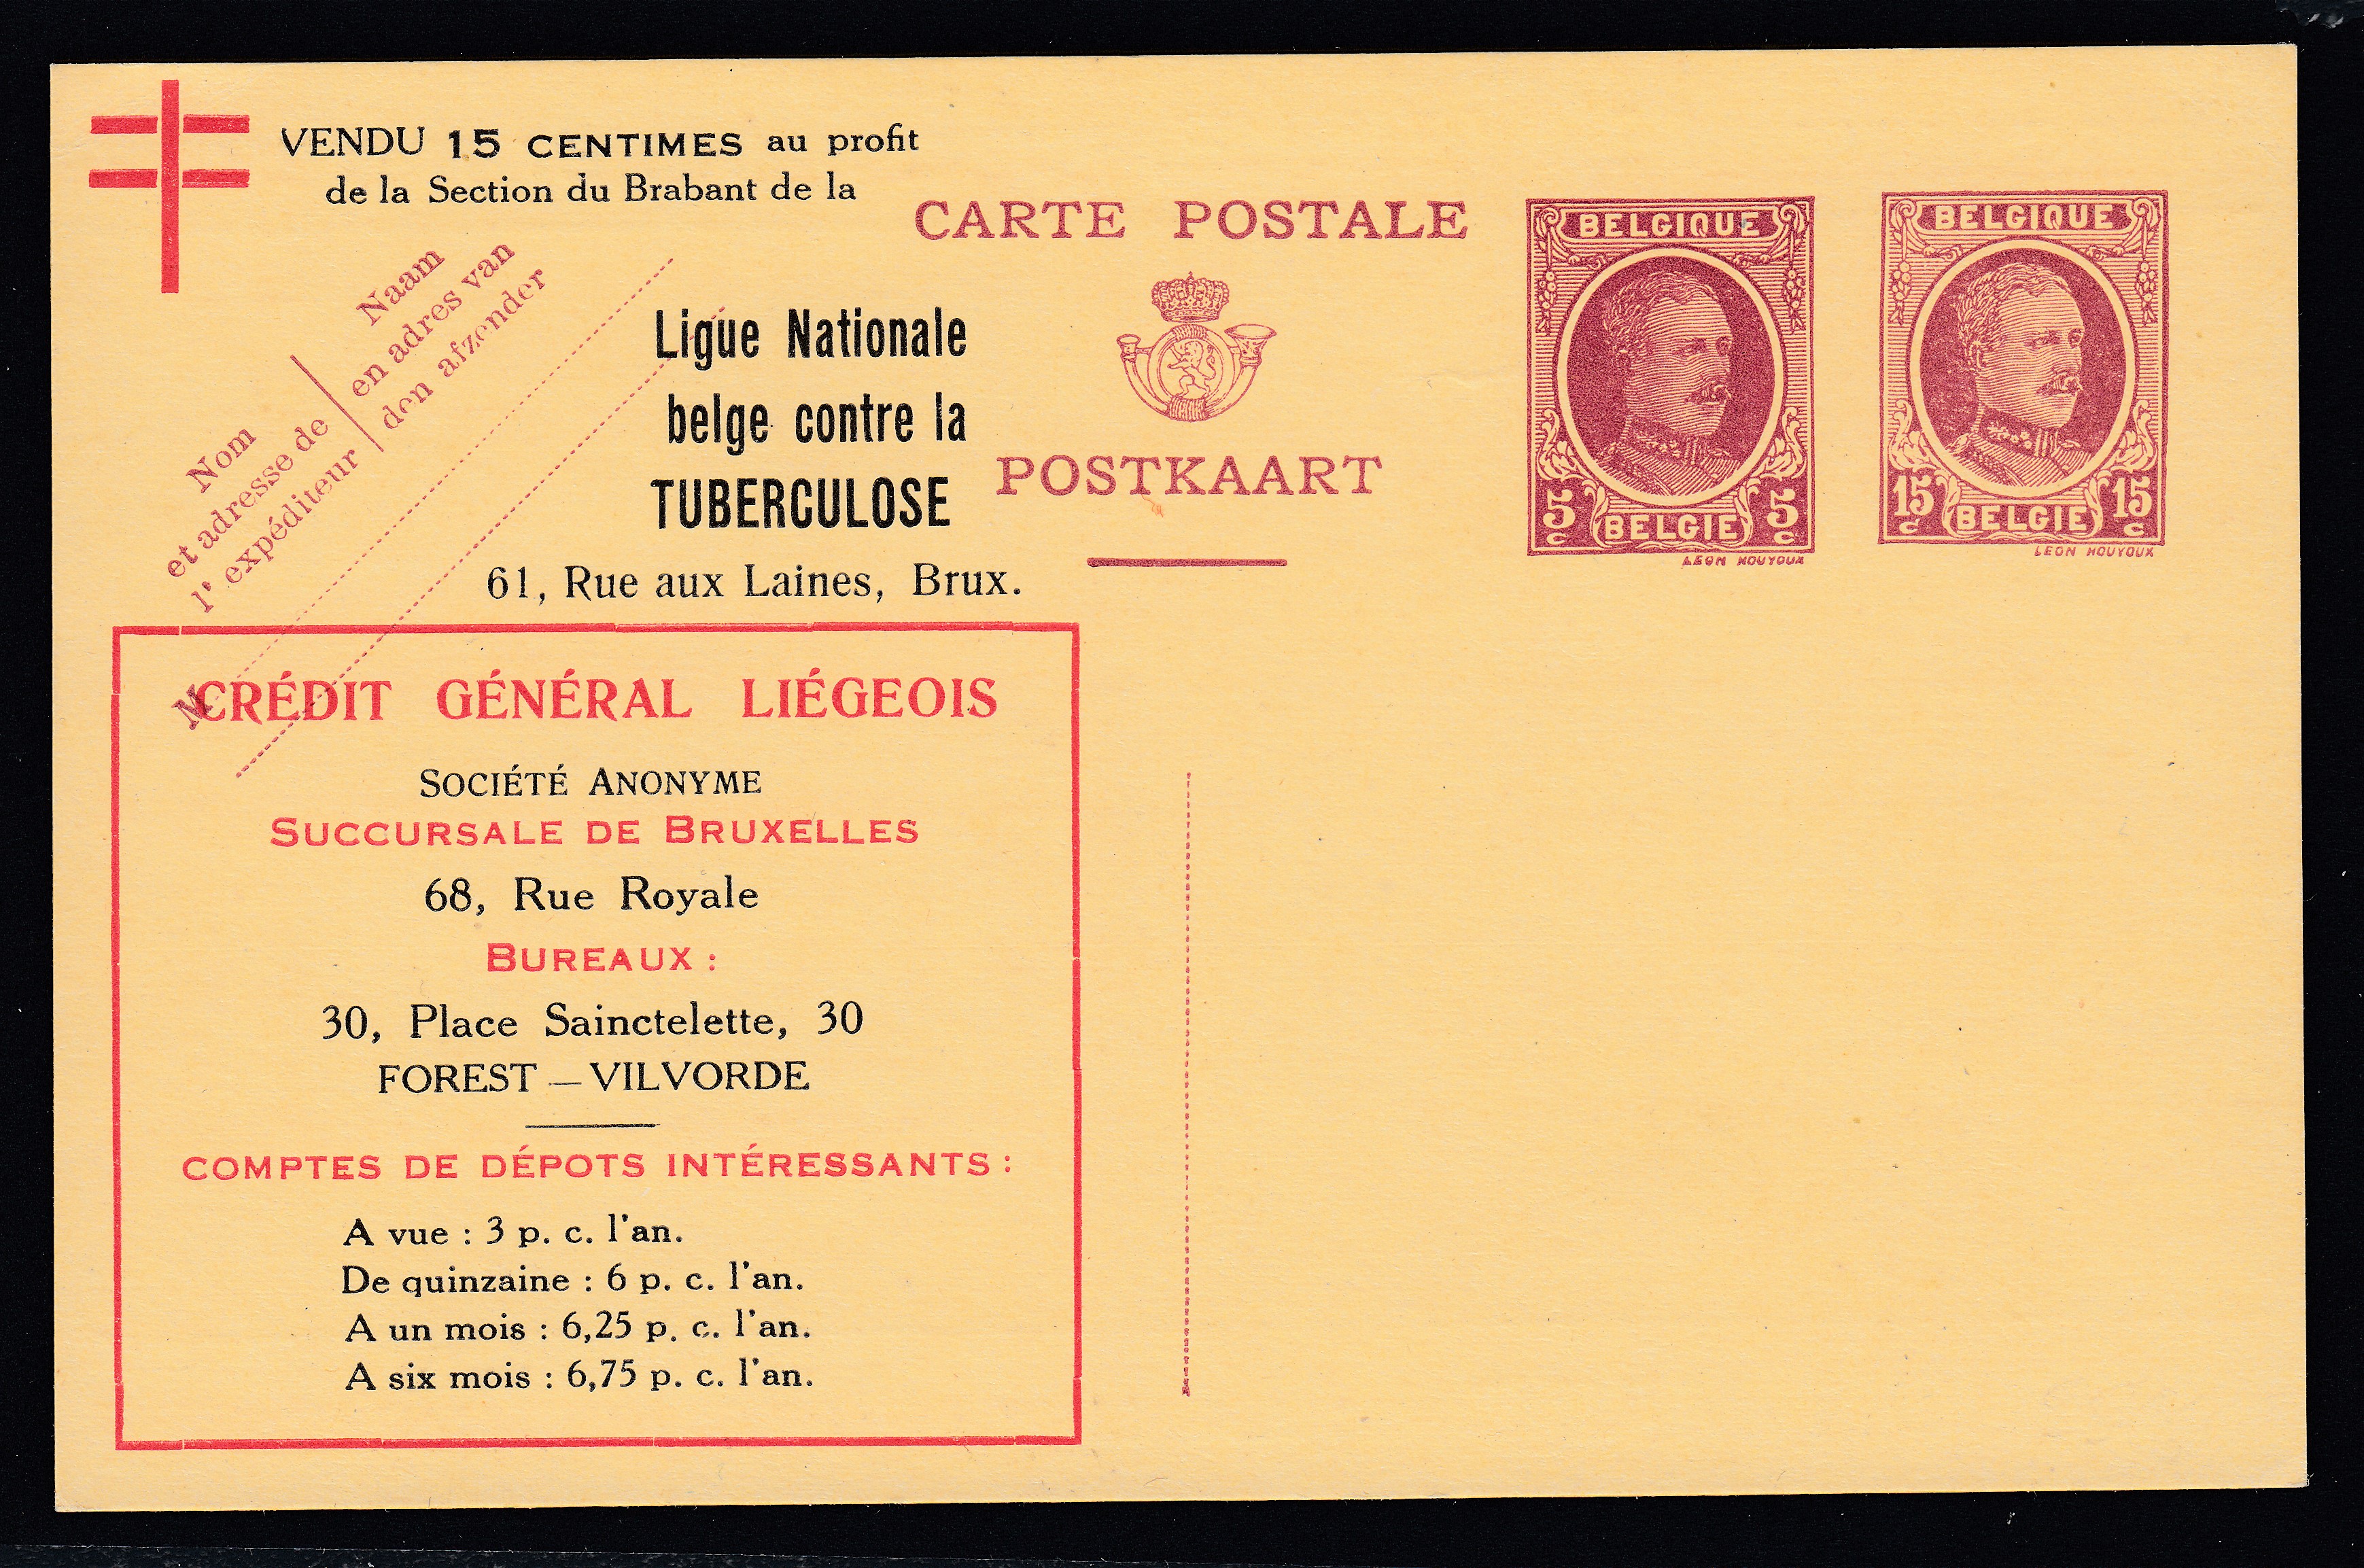 VENDU 15 CENTIMES au profit
de la Section du Brabant de la
Ligue Nationale
belge contre la
TUBERCULOSE
61, Rue aux Laines, Brux.
Nom
et adresse de
l'expéditeur
Naam
en adres van
den afzender
M
CARTE POSTALE
POSTKAART
BELGIQUE
5 c
BELGIE
5 c
LEON HOUYOUX
BELGIQUE
15 c
BELGIE
15 c
LEON HOUYOUX
CRÉDIT GÉNÉRAL LIÉGEOIS
SOCIÉTÉ ANONYME
SUCCURSALE DE BRUXELLES
68, Rue Royale
BUREAUX :
30, Place Sainctelette, 30
FOREST — VILVORDE
COMPTES DE DÉPOTS INTÉRESSANTS :
A vue : 3 p. c. l'an.
De quinzaine : 6 p. c. l'an.
A un mois : 6,25 p. c. l'an.
A six mois : 6,75 p. c. l'an.